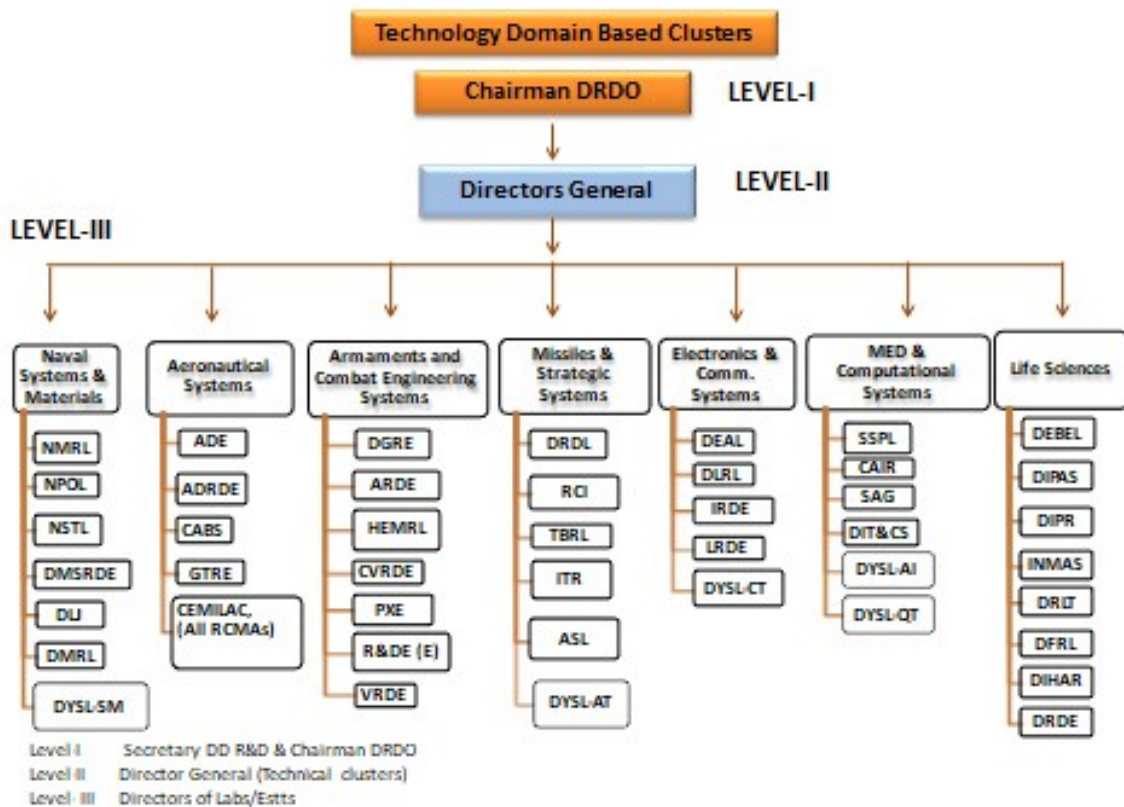 Technology Domain Based Clusters
Chairman DRDO
LEVEL-I
Directors General
LEVEL-II
LEVEL-III
Naval
Systems &
Materials
NMRL
NPOL
NSTL
DMSRDE
DLJ
DMRL
DYSL-SM
Aeronautical
Systems
ADE
ADRDE
CABS
GTRE
CEMILAC,
(All RCMAs)
Armaments and
Combat Engineering
Systems
DGRE
ARDE
HEMRL
CVRDE
PXE
R&DE (E)
VRDE
Missiles &
Strategic
Systems
DRDL
RCI
TBRL
ITR
ASL
DYSL-AT
Electronics &
Comm.
Systems
DEAL
DLRL
IRDE
LRDE
DYSL-CT
MED &
Computational
Systems
SSPL
CAIR
SAG
DIT&CS
DYSL-AI
DYSL-QT
Life Sciences
DEBEL
DIPAS
DIPR
INMAS
DRLT
DFRL
DIHAR
DRDE
Level-I Secretary DD R&D & Chairman DRDO
Level-II Director General (Technical clusters)
Level- III Directors of Labs/Estts